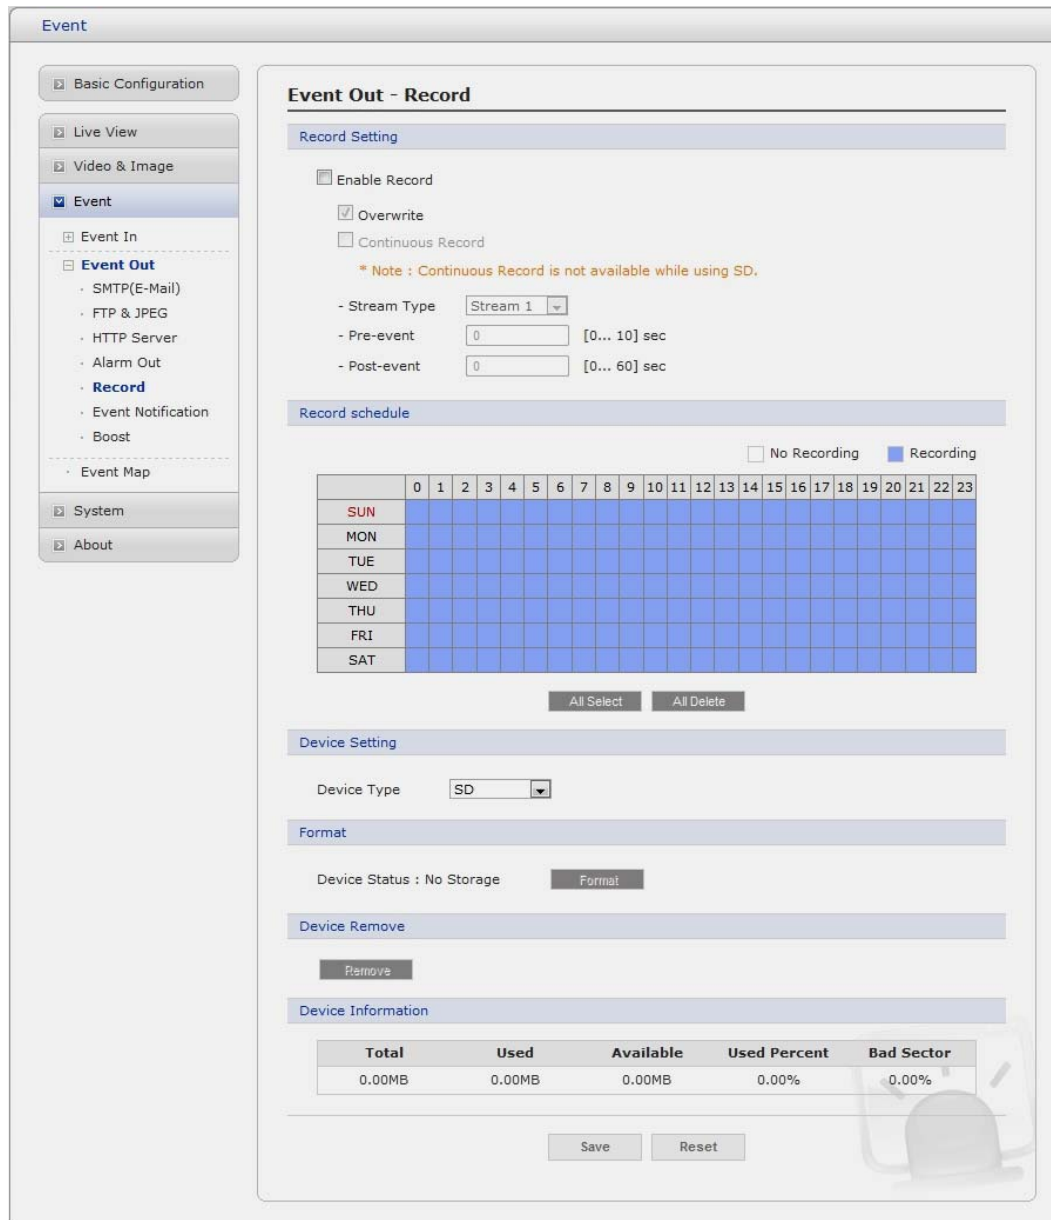 Event
Basic Configuration
Live View
Video & Image
Event
Event In
Event Out
SMTP(E-Mail)
FTP & JPEG
HTTP Server
Alarm Out
Record
Event Notification
Boost
Event Map
System
About
Event Out - Record
Record Setting
Enable Record
Overwrite
Continuous Record
* Note : Continuous Record is not available while using SD.
- Stream Type Stream 1
- Pre-event 0 [0... 10] sec
- Post-event 0 [0... 60] sec
Record schedule
No Recording Recording
0 1 2 3 4 5 6 7 8 9 10 11 12 13 14 15 16 17 18 19 20 21 22 23
SUN
MON
TUE
WED
THU
FRI
SAT
All Select All Delete
Device Setting
Device Type SD
Format
Device Status : No Storage Format
Device Remove
Remove
Device Information
Total Used Available Used Percent Bad Sector
0.00MB 0.00MB 0.00MB 0.00% 0.00%
Save Reset